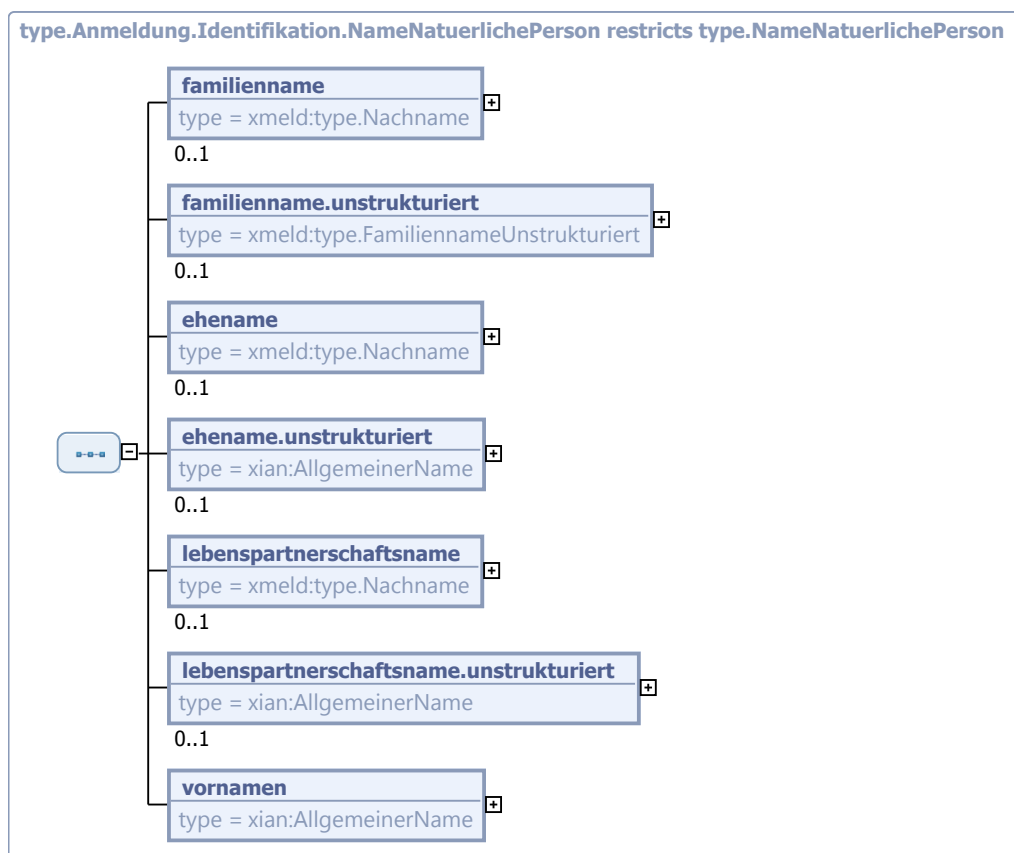 type.Anmeldung.Identifikation.NameNatuerlichePerson restricts type.NameNatuerlichePerson
familienname
type = xmeld:type.Nachname
0..1
familienname.unstrukturiert
type = xmeld:type.FamiliennameUnstrukturiert
0..1
ehename
type = xmeld:type.Nachname
0..1
ehename.unstrukturiert
type = xian:AllgemeinerName
0..1
lebenspartnerschaftsname
type = xmeld:type.Nachname
0..1
lebenspartnerschaftsname.unstrukturiert
type = xian:AllgemeinerName
0..1
vornamen
type = xian:AllgemeinerName